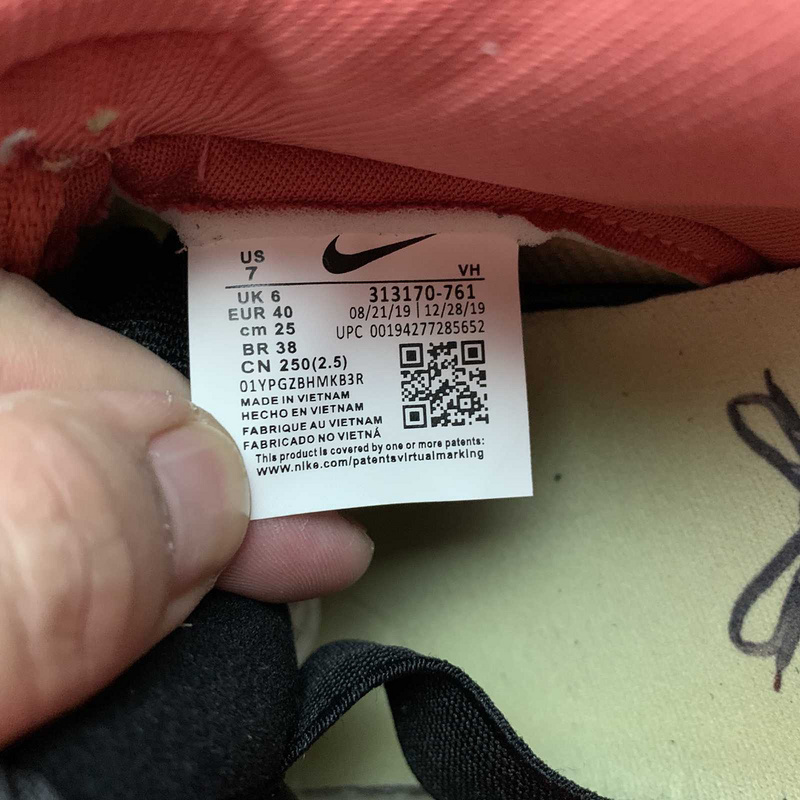 US
7
VH
UK 6
313170-761
EUR 40
08/21/19 | 12/28/19
cm 25
UPC 00194277285652
BR 38
CN 250(2.5)
01YPGZBHMKB3R
MADE IN VIETNAM
HECHO EN VIETNAM
FABRIQUE AU VIETNAM
FABRICADO NO VIETNÁ
This product is covered by one or more patents:
www.nike.com/patentsvirtualmarking